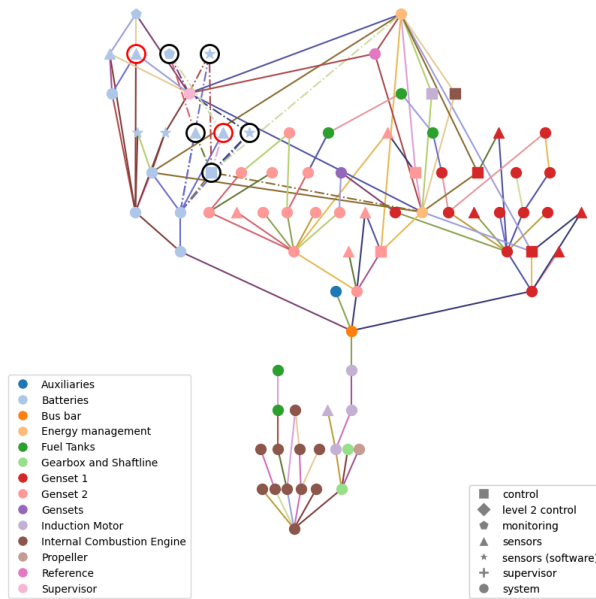 Auxiliaries
Batteries
Bus bar
Energy management
Fuel Tanks
Gearbox and Shaftline
Genset 1
Genset 2
Gensets
Induction Motor
Internal Combustion Engine
Propeller
Reference
Supervisor
control
level 2 control
monitoring
sensors
sensors (software)
supervisor
system